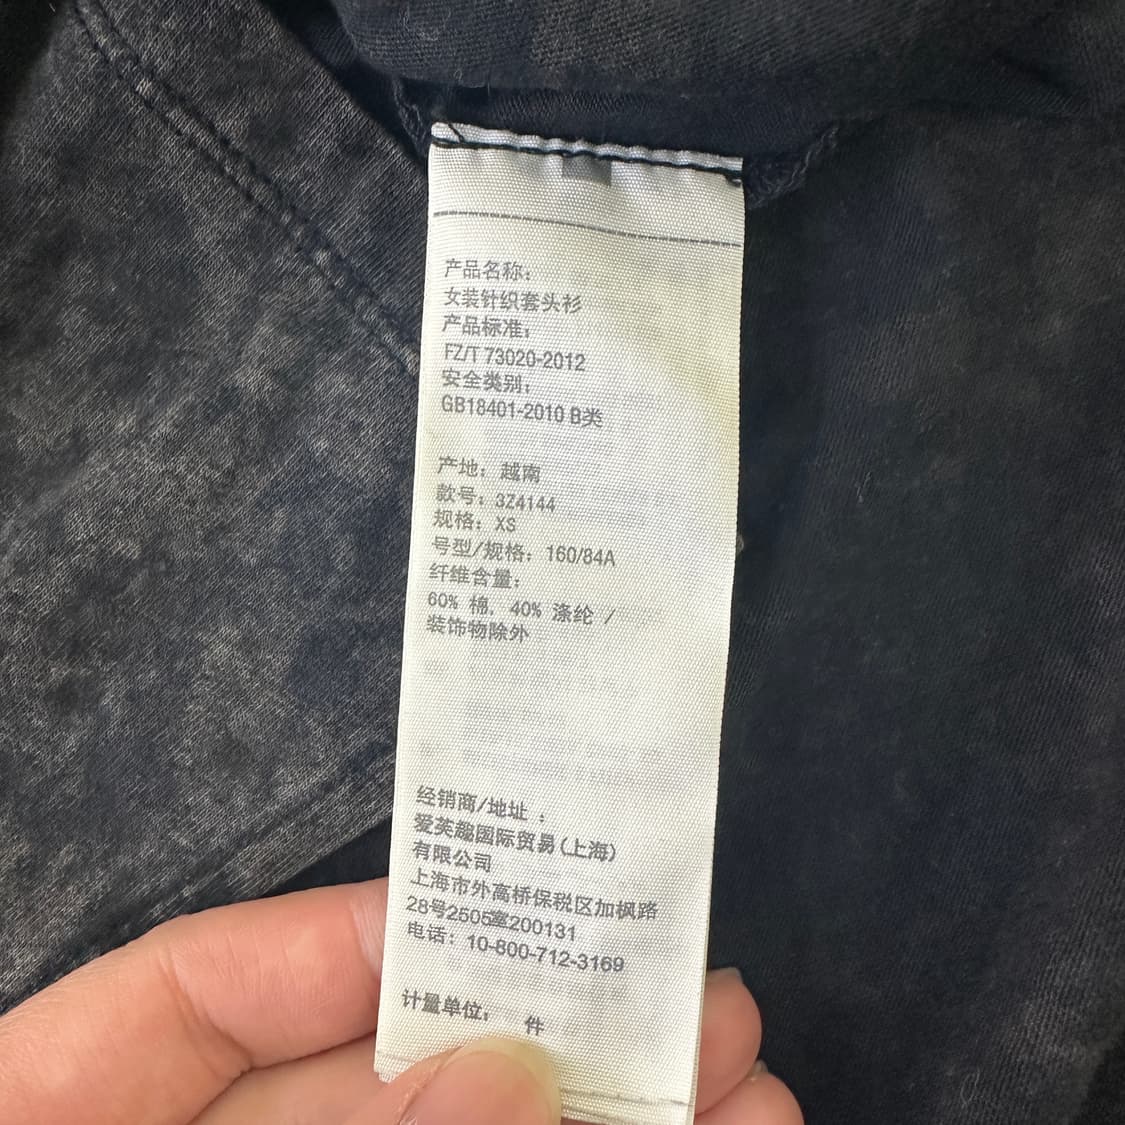 产品名称：
女装针织套头衫
产品标准：
FZ/T 73020-2012
安全类别：
GB18401-2010 B类
产地：越南
款号：3Z4144
规格：XS
号型/规格：160/84A
纤维含量：
60% 棉，40% 涤纶 /
装饰物除外
经销商/地址 ：
爱芙趣国际贸易(上海)
有限公司
上海市外高桥保税区加枫路
28号2505室200131
电话：10-800-712-3169
计量单位： 件